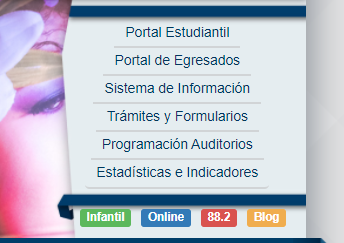 Portal Estudiantil
Portal de Egresados
Sistema de Información
Trámites y Formularios
Programación Auditorios
Estadísticas e Indicadores
Infantil Online 88.2 Blog